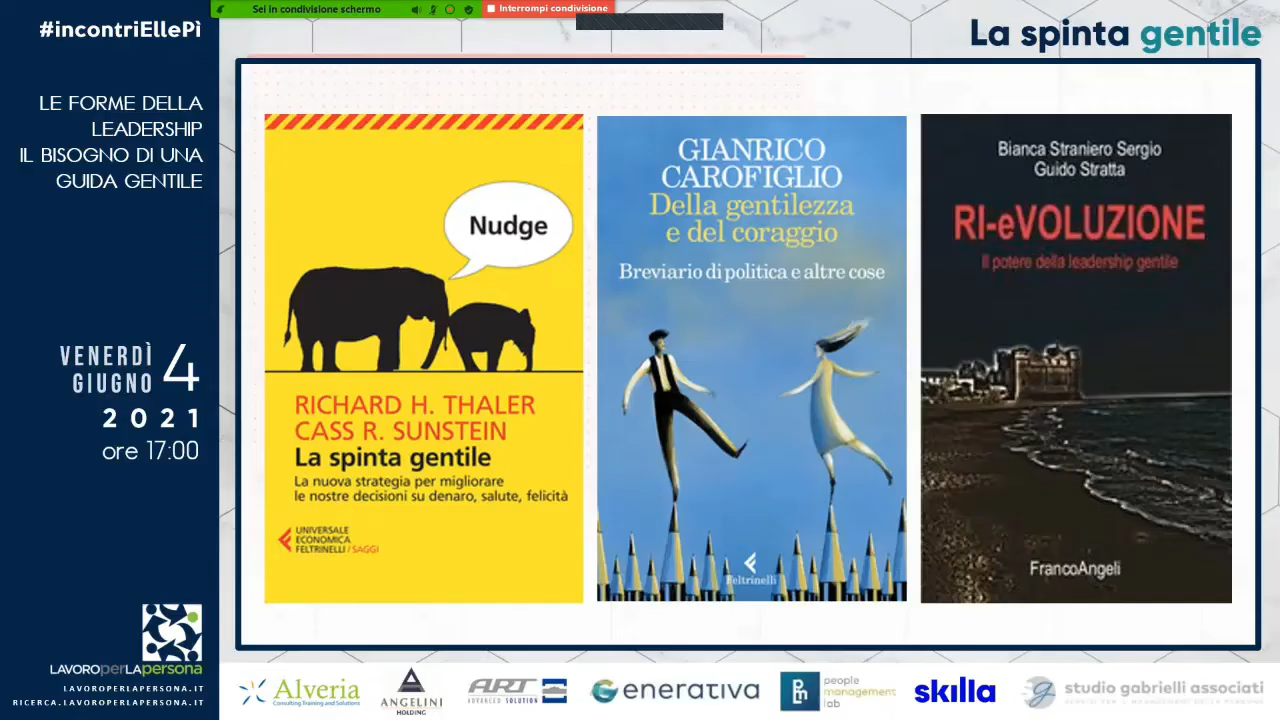 Sei in condivisione schermo
Interrompi condivisione
#incontriEllePì
La spinta gentile
LE FORME DELLA
LEADERSHIP
IL BISOGNO DI UNA
GUIDA GENTILE
VENERDÌ
GIUGNO
4
2021
ore 17:00
LAVOROperLApersona
LAVOROPERLAPERSONA.IT
RICERCA.LAVOROPERLAPERSONA.IT
Nudge
RICHARD H. THALER
CASS R. SUNSTEIN
La spinta gentile
La nuova strategia per migliorare
le nostre decisioni su denaro, salute, felicità
UNIVERSALE
ECONOMICA
FELTRINELLI / SAGGI
GIANRICO
CAROFIGLIO
Della gentilezza
e del coraggio
Breviario di politica e altre cose
Feltrinelli
Bianca Straniero Sergio
Guido Stratta
RI-eVOLUZIONE
Il potere della leadership gentile
FrancoAngeli
Alveria
Consulting Training and Solutions
ANGELINI
HOLDING
ART
ADVANCED SOLUTION
Generativa
people
management
lab
skilla
studio gabrielli associati